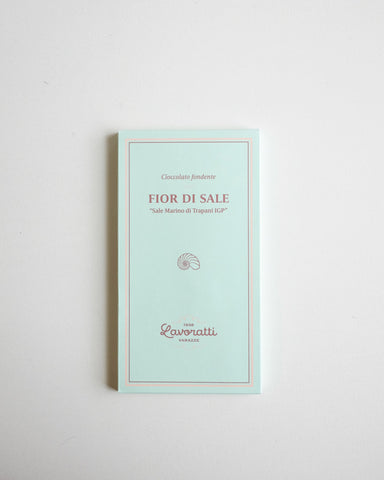 Cioccolato fondente
FIOR DI SALE
"Sale Marino di Trapani IGP"
1938
Lavoratti
VARAZZE